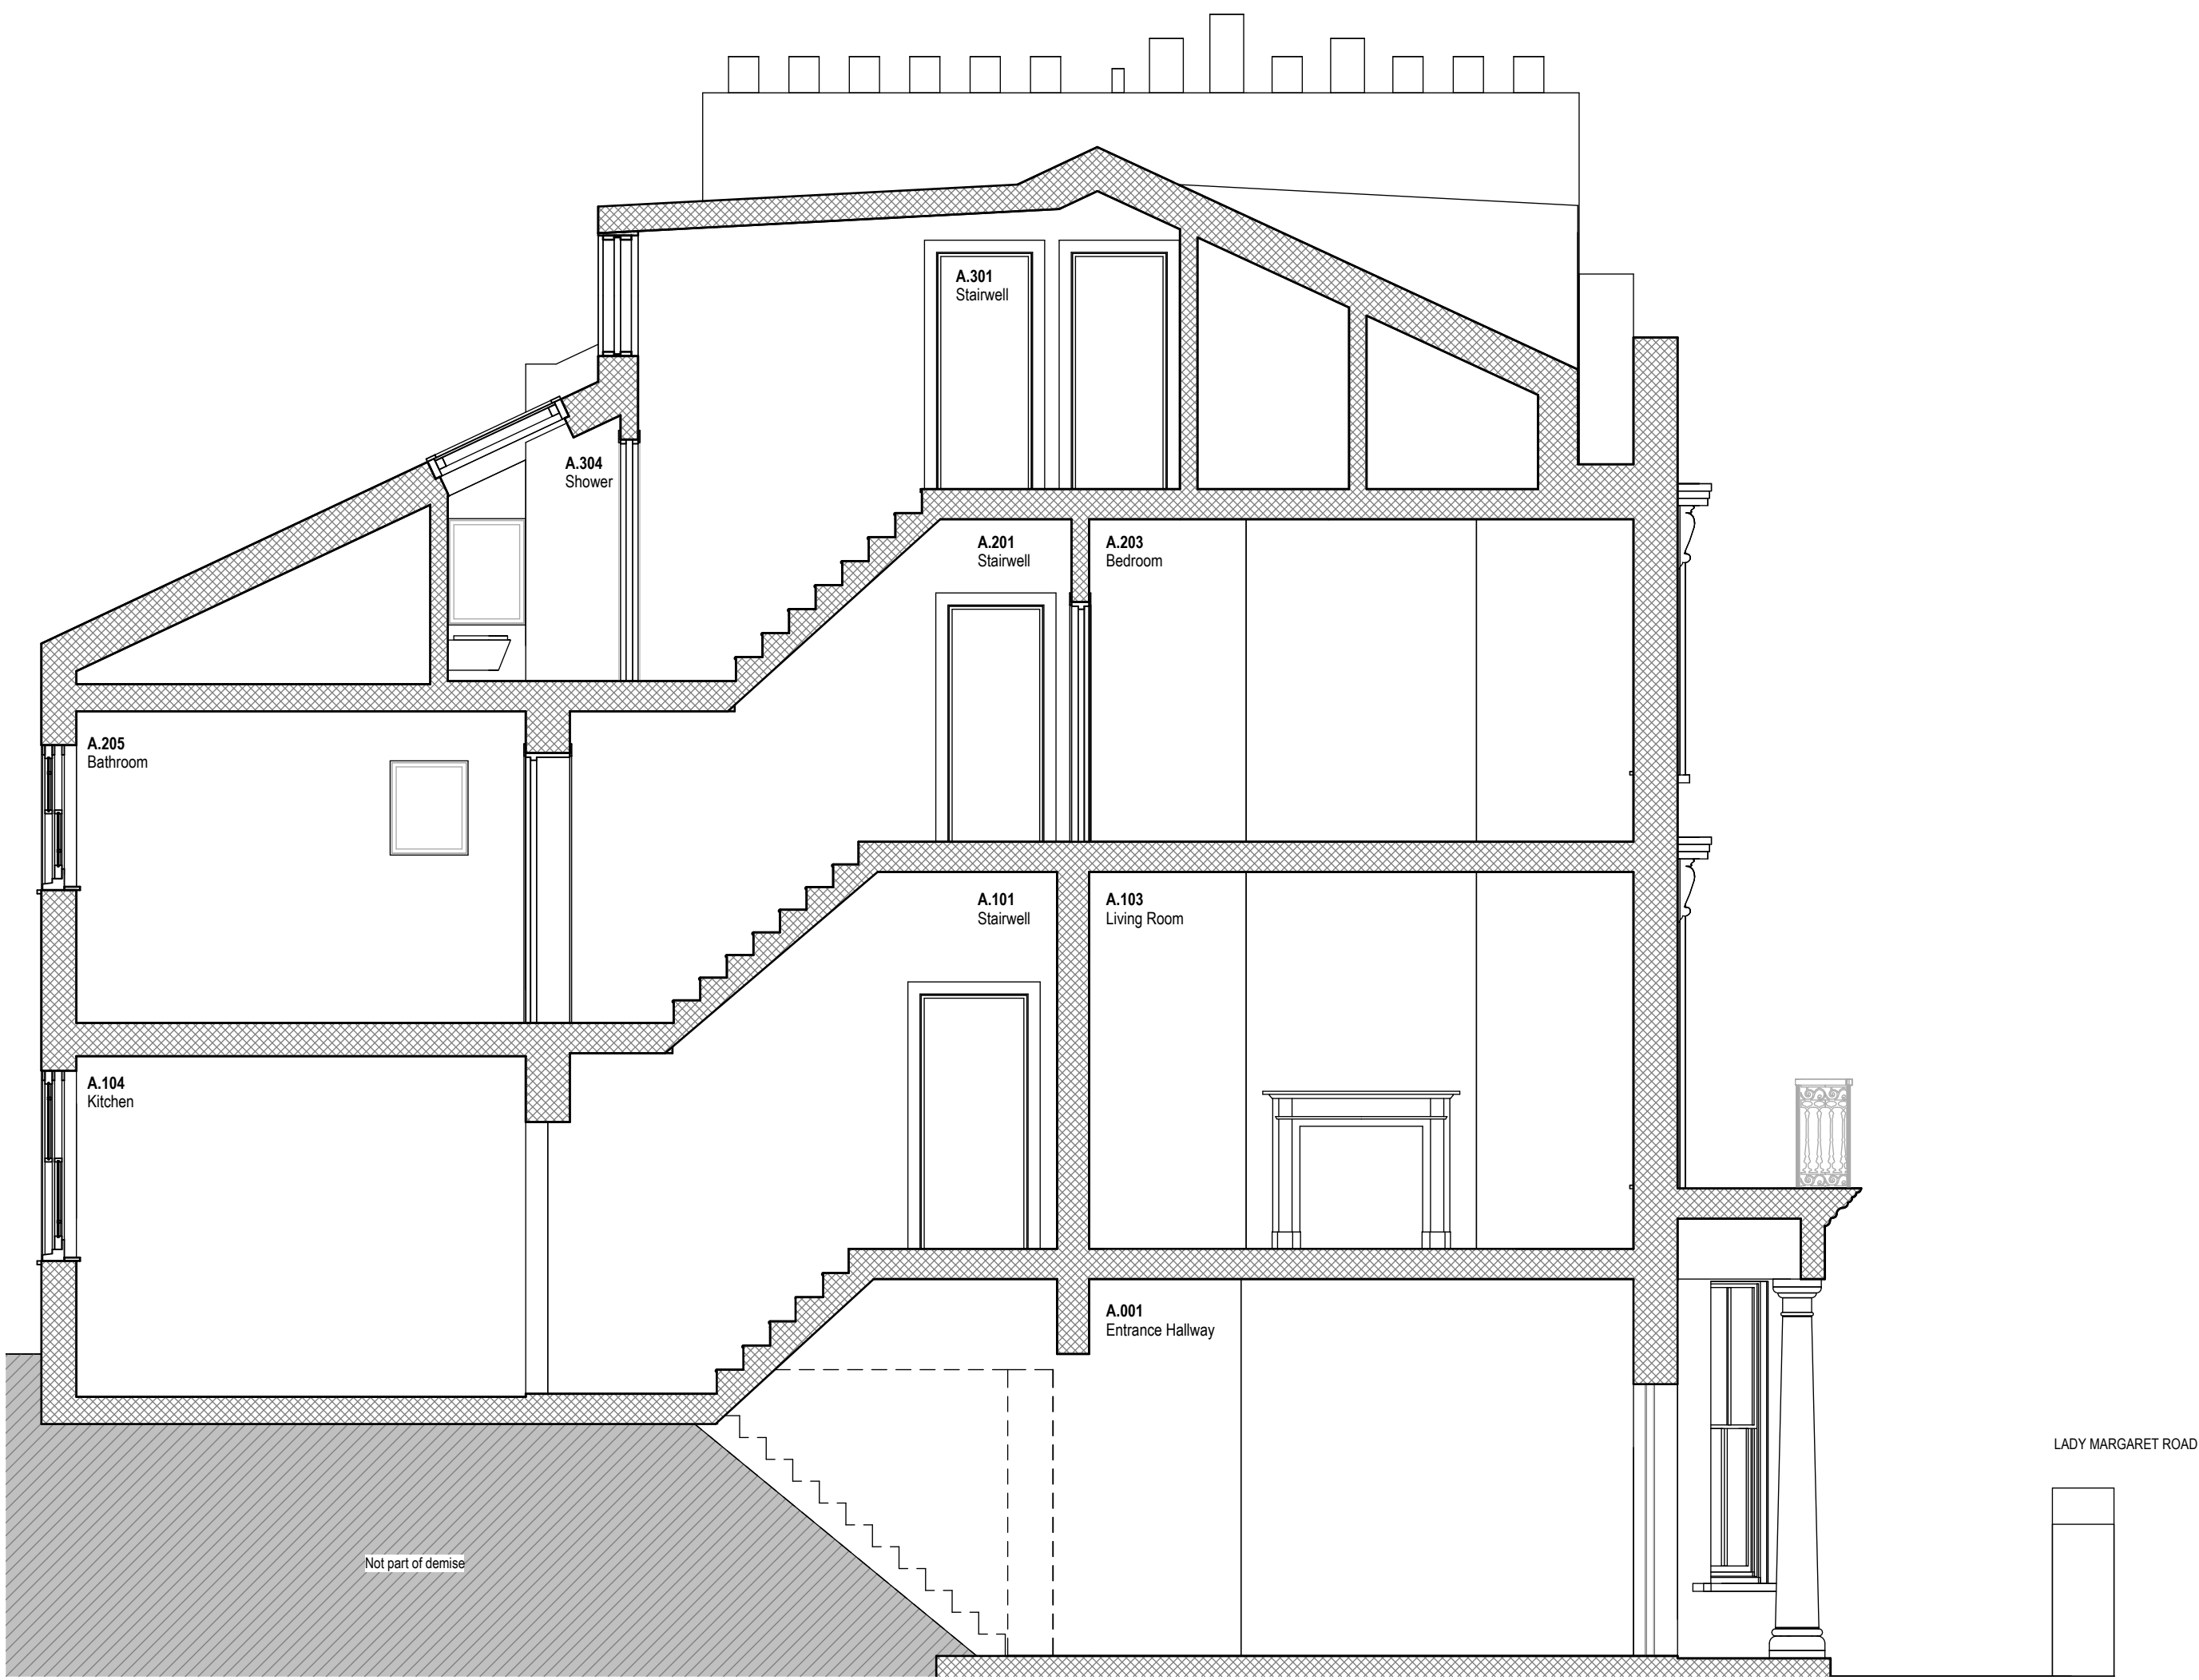 A.301
Stairwell
A.304
Shower
A.201
Stairwell
A.203
Bedroom
A.205
Bathroom
A.101
Stairwell
A.103
Living Room
A.104
Kitchen
A.001
Entrance Hallway
LADY MARGARET ROAD
Not part of demise